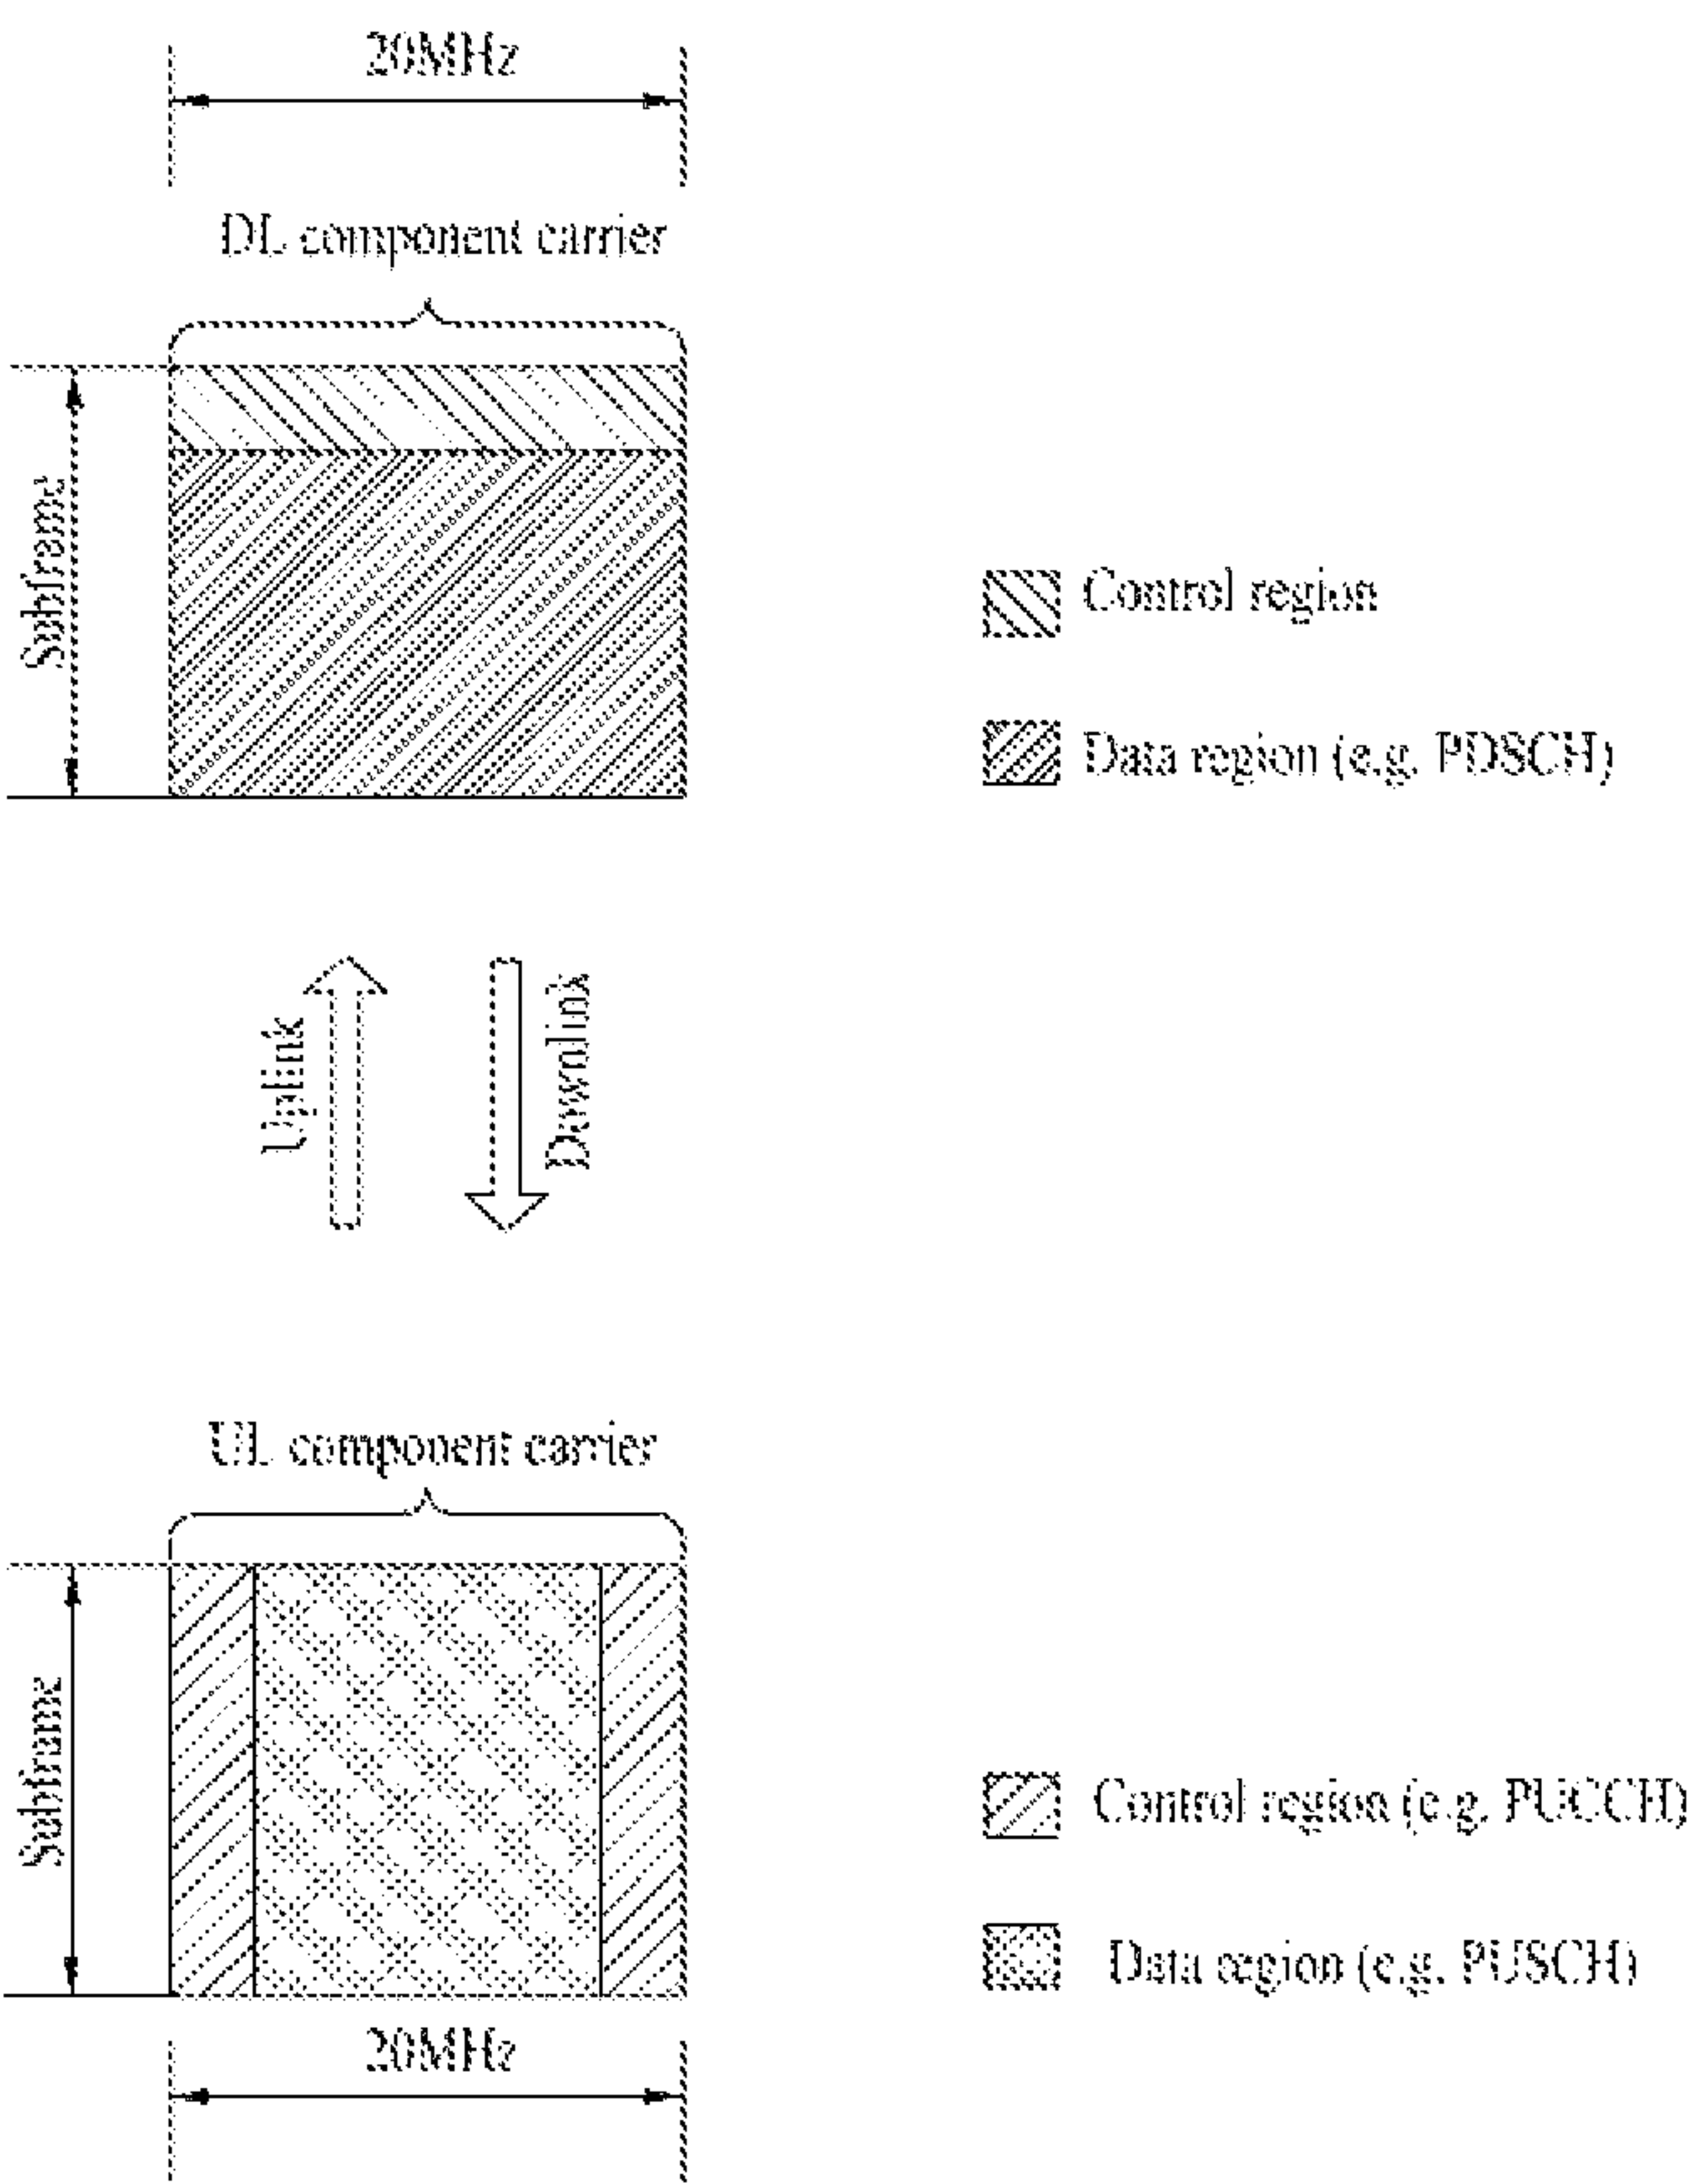 20MHz
DL component carrier
Subframe
Control region
Data region (e.g. PDSCH)
Uplink
Downlink
UL component carrier
Subframe
Control region (e.g. PUCCH)
Data region (e.g. PUSCH)
20MHz